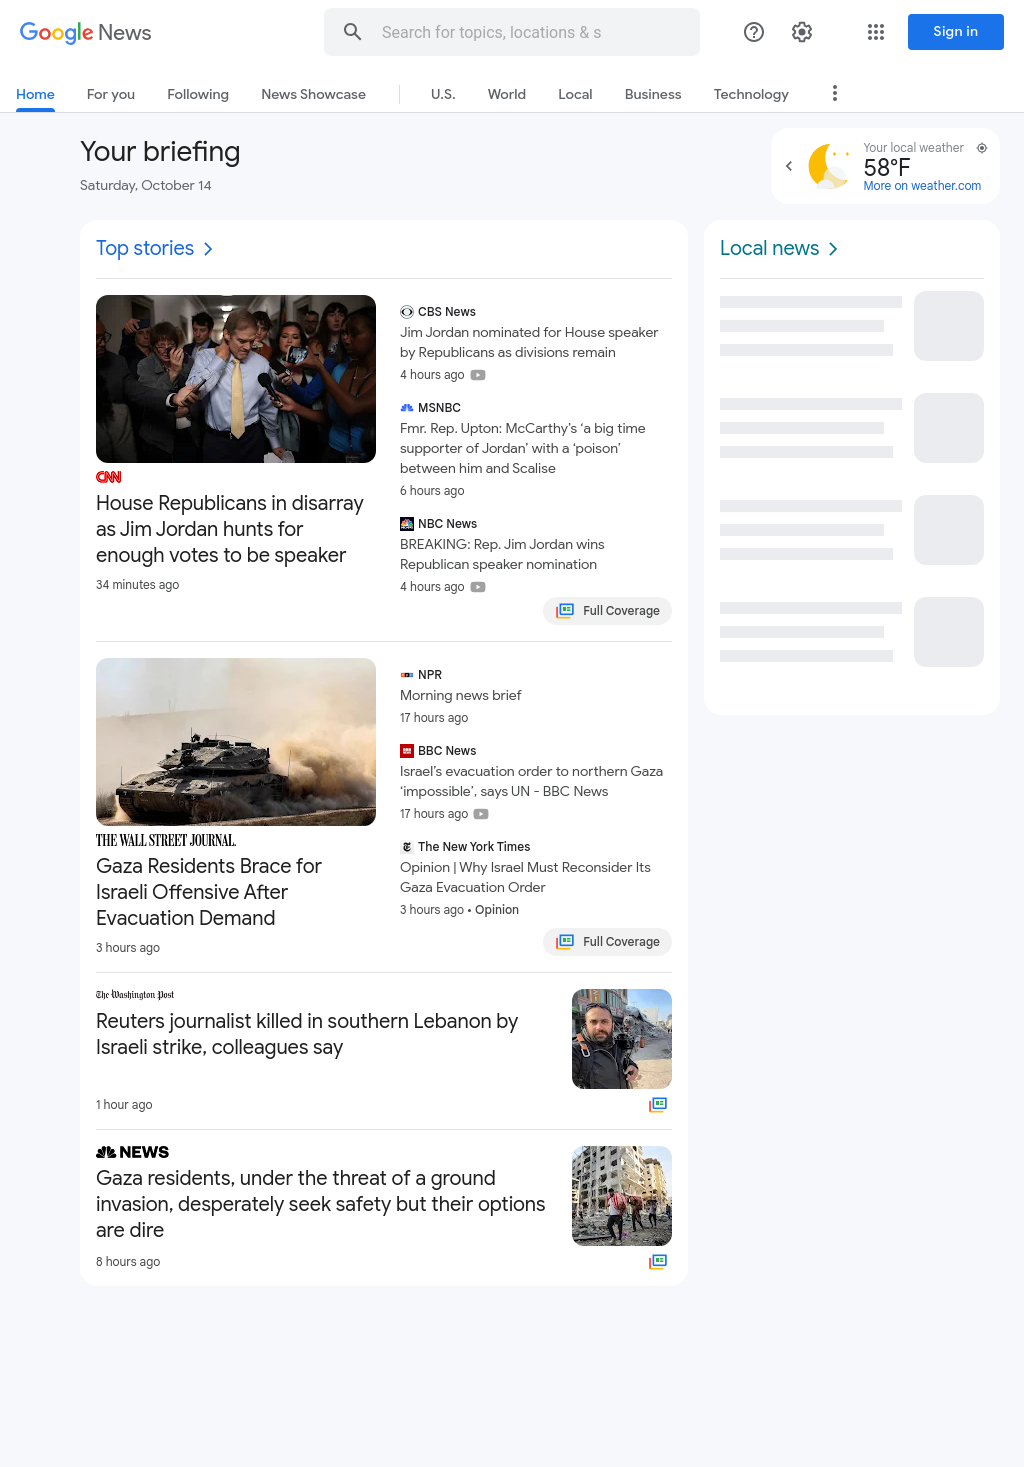 Google News
Search for topics, locations & s
Sign in
Home
For you
Following
News Showcase
U.S.
World
Local
Business
Technology
Your briefing
Saturday, October 14
Your local weather
58°F
More on weather.com
Top stories
CNN
House Republicans in disarray
as Jim Jordan hunts for
enough votes to be speaker
34 minutes ago
CBS News
Jim Jordan nominated for House speaker
by Republicans as divisions remain
4 hours ago
MSNBC
Fmr. Rep. Upton: McCarthy’s ‘a big time
supporter of Jordan’ with a ‘poison’
between him and Scalise
6 hours ago
NBC News
BREAKING: Rep. Jim Jordan wins
Republican speaker nomination
4 hours ago
Full Coverage
THE WALL STREET JOURNAL.
Gaza Residents Brace for
Israeli Offensive After
Evacuation Demand
3 hours ago
NPR
Morning news brief
17 hours ago
BBC News
Israel’s evacuation order to northern Gaza
‘impossible’, says UN - BBC News
17 hours ago
The New York Times
Opinion | Why Israel Must Reconsider Its
Gaza Evacuation Order
3 hours ago • Opinion
Full Coverage
The Washington Post
Reuters journalist killed in southern Lebanon by
Israeli strike, colleagues say
1 hour ago
NEWS
Gaza residents, under the threat of a ground
invasion, desperately seek safety but their options
are dire
8 hours ago
Local news